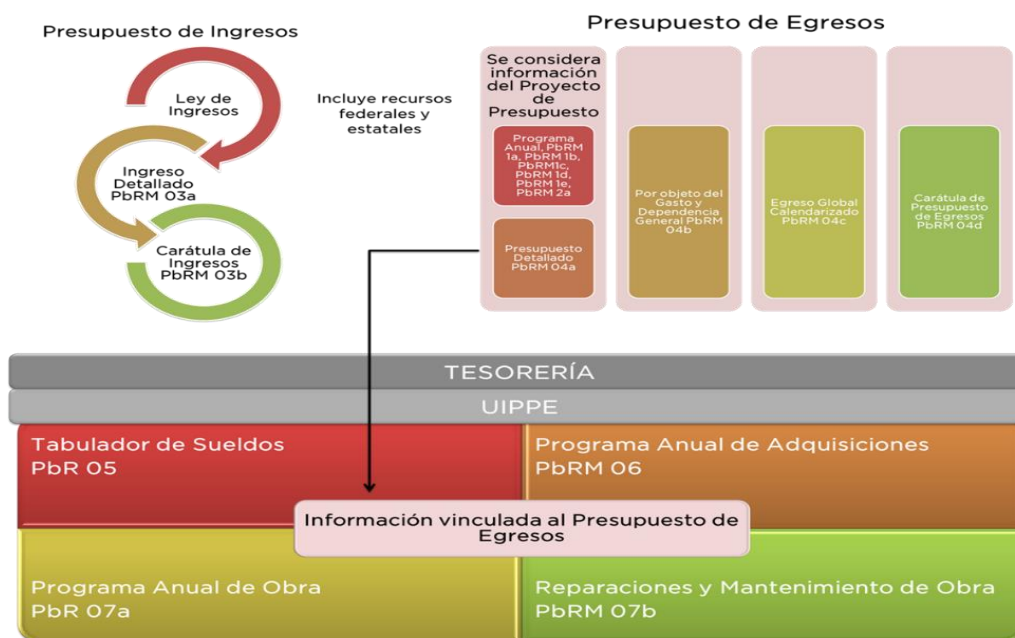 Presupuesto de Ingresos
Ley de
Ingresos
Ingreso
Detallado
PbRM 03a
Carátula de
Ingresos
PbRM 03b
Incluye recursos
federales y
estatales
Presupuesto de Egresos
Se considera
información
del Proyecto
de
Presupuesto
Programa
Anual, PbRM
1a, PbRM 1b,
PbRM1c,
PbRM 1d,
PbRM 1e,
PbRM 2a
Presupuesto
Detallado
PbRM 04a
Por objeto del
Gasto y
Dependencia
General PbRM
04b
Egreso Global
Calendarizado
PbRM 04c
Carátula de
Presupuesto
de Egresos
PbRM 04d
TESORERÍA
UIPPE
Tabulador de Sueldos
PbR 05
Programa Anual de Adquisiciones
PbRM 06
Información vinculada al Presupuesto de
Egresos
Programa Anual de Obra
PbR 07a
Reparaciones y Mantenimiento de Obra
PbRM 07b